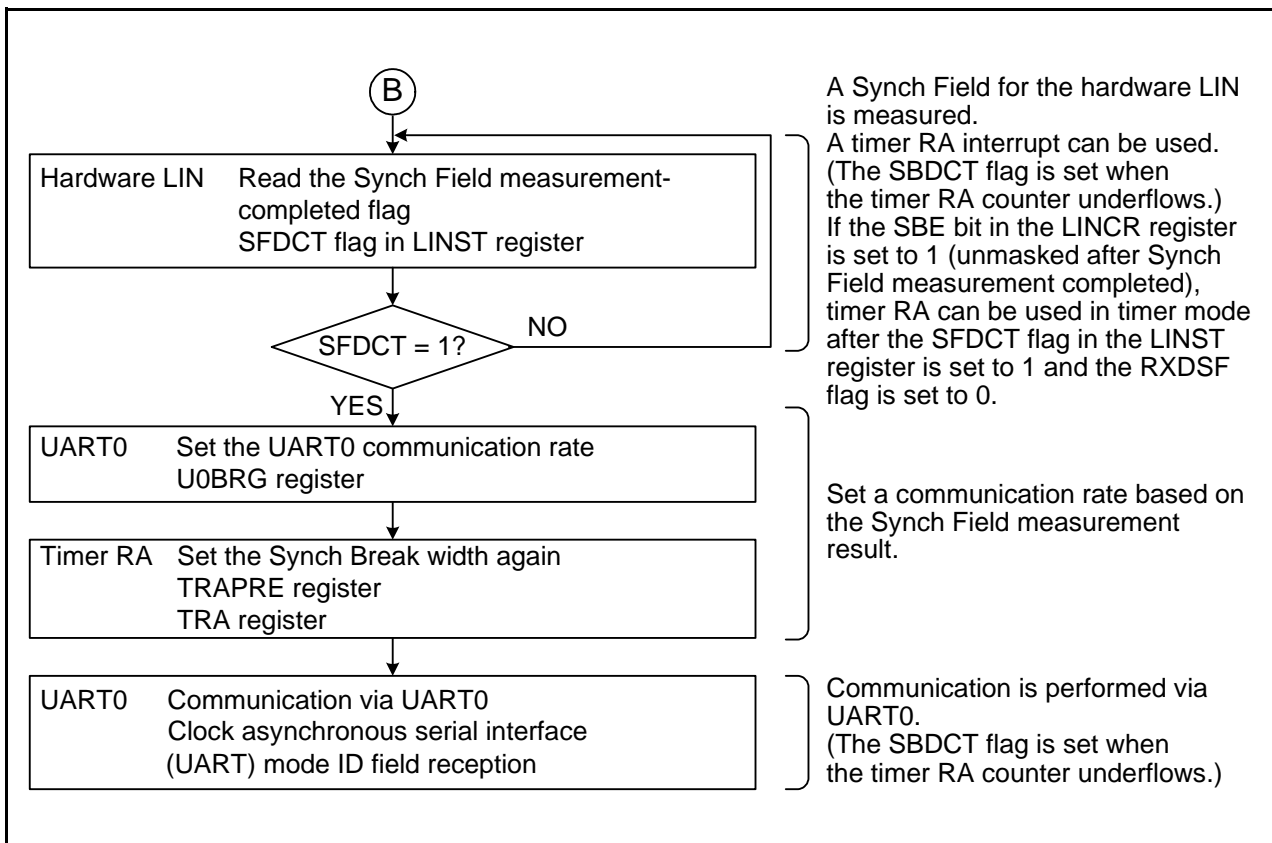 B
Hardware LIN Read the Synch Field measurement-
completed flag
SFDCT flag in LINST register
SFDCT = 1?
NO
YES
A Synch Field for the hardware LIN
is measured.
A timer RA interrupt can be used.
(The SBDCT flag is set when
the timer RA counter underflows.)
If the SBE bit in the LINCR register
is set to 1 (unmasked after Synch
Field measurement completed),
timer RA can be used in timer mode
after the SFDCT flag in the LINST
register is set to 1 and the RXDSF
flag is set to 0.
UART0 Set the UART0 communication rate
U0BRG register
Timer RA Set the Synch Break width again
TRAPRE register
TRA register
Set a communication rate based on
the Synch Field measurement
result.
UART0 Communication via UART0
Clock asynchronous serial interface
(UART) mode ID field reception
Communication is performed via
UART0.
(The SBDCT flag is set when
the timer RA counter underflows.)